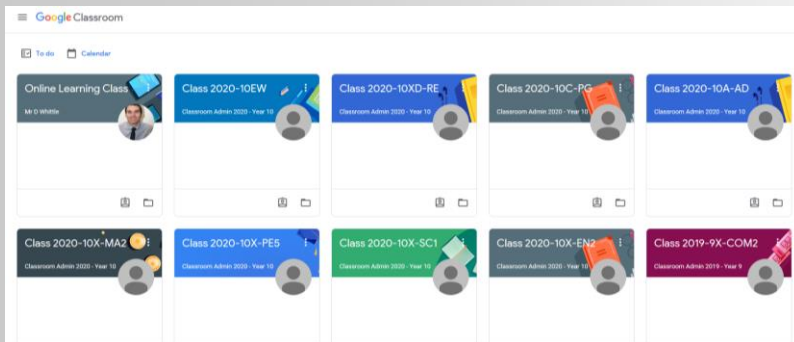 Google Classroom
To do Calendar
Online Learning Class
Mr D Whittle
Class 2020-10EW
Classroom Admin 2020 - Year 10
Class 2020-10XD-RE
Classroom Admin 2020 - Year 10
Class 2020-10C-PG
Classroom Admin 2020 - Year 10
Class 2020-10A-AD
Classroom Admin 2020 - Year 10
Class 2020-10X-MA2
Classroom Admin 2020 - Year 10
Class 2020-10X-PE5
Classroom Admin 2020 - Year 10
Class 2020-10X-SC1
Classroom Admin 2020 - Year 10
Class 2020-10X-EN2
Classroom Admin 2020 - Year 10
Class 2019-9X-COM2
Classroom Admin 2019 - Year 9